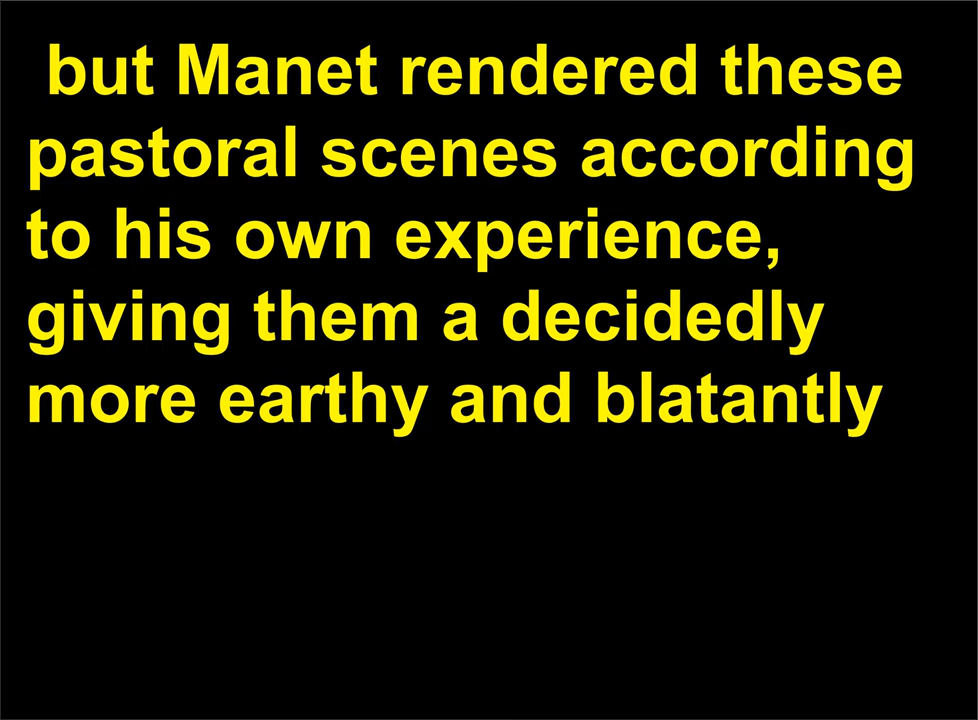 but Manet rendered these
pastoral scenes according
to his own experience,
giving them a decidedly
more earthy and blatantly